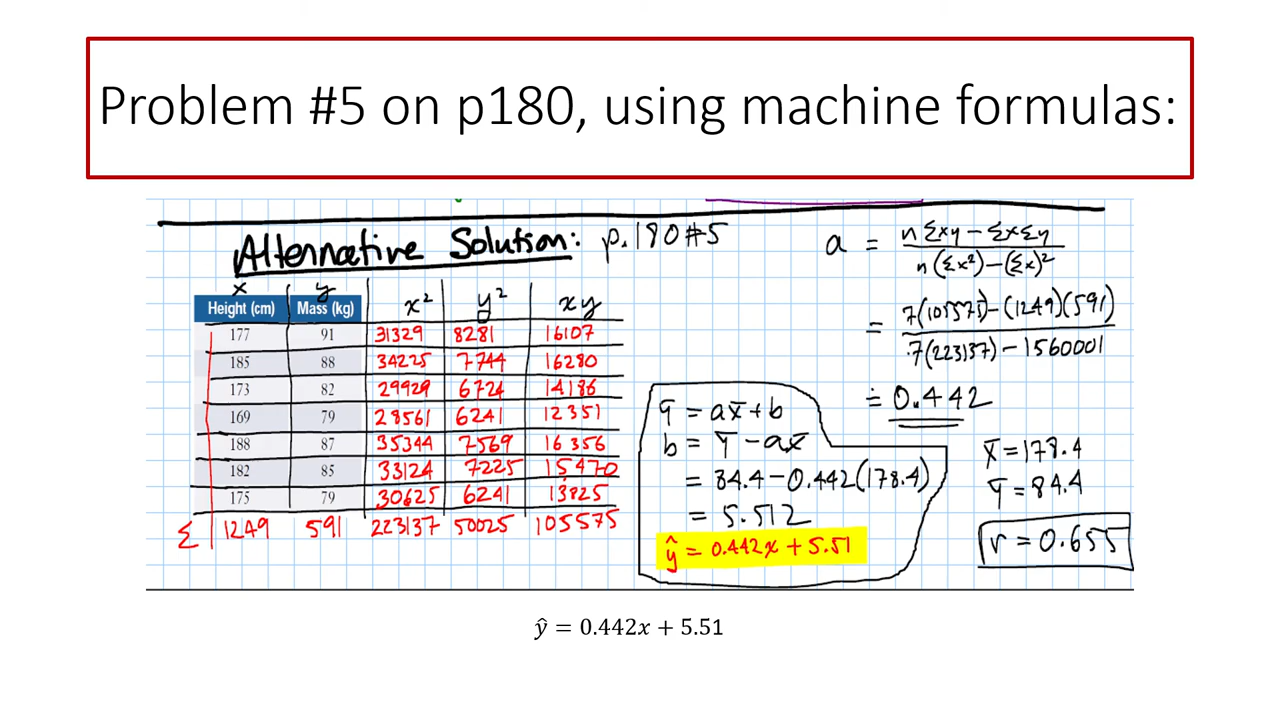 Problem #5 on p180, using machine formulas:
Alternative Solution: p.180#5
x y x² y² xy
Height (cm) Mass (kg)
177 91 31329 8281 16107
185 88 34225 7744 16280
173 82 29929 6724 14186
169 79 28561 6241 12351
188 87 35344 7569 16356
182 85 33124 7225 15470
175 79 30625 6241 13825
Σ 1249 591 223137 50025 105575
a = (nΣxy − ΣxΣy) / (n(Σx²) − (Σx)²)
= (7(105575) − (1249)(591)) / (7(223137) − 1560001)
≐ 0.442
ȳ = ax̄ + b
b = ȳ − ax̄
= 84.4 − 0.442(178.4)
= 5.512
ŷ = 0.442x + 5.51
x̄ = 178.4
ȳ = 84.4
r = 0.655
ŷ = 0.442x + 5.51